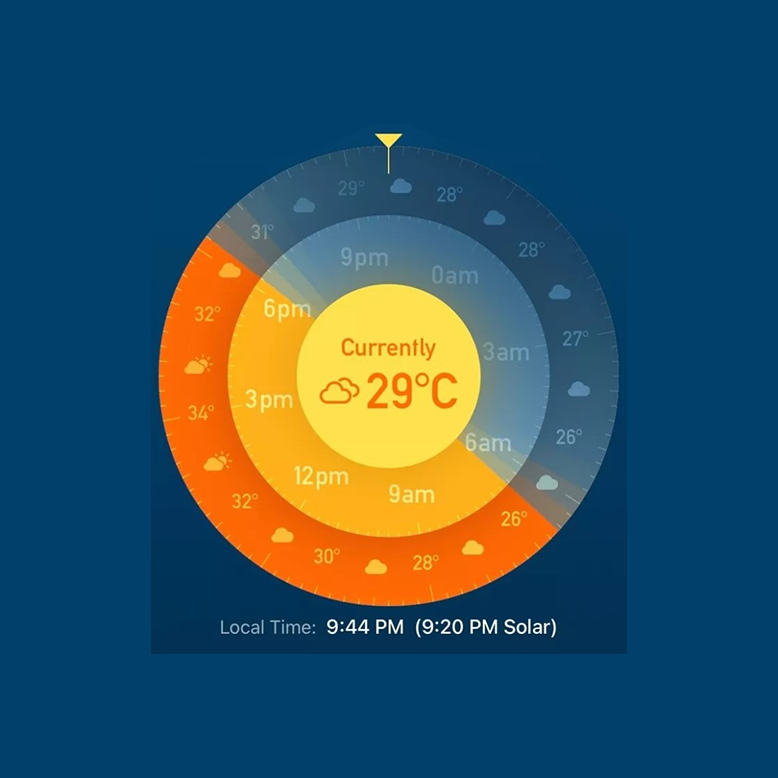 29°
28°
28°
27°
26°
26°
28°
30°
32°
34°
32°
31°
9pm
0am
3am
6am
9am
12pm
3pm
6pm
Currently
29°C
Local Time: 9:44 PM (9:20 PM Solar)